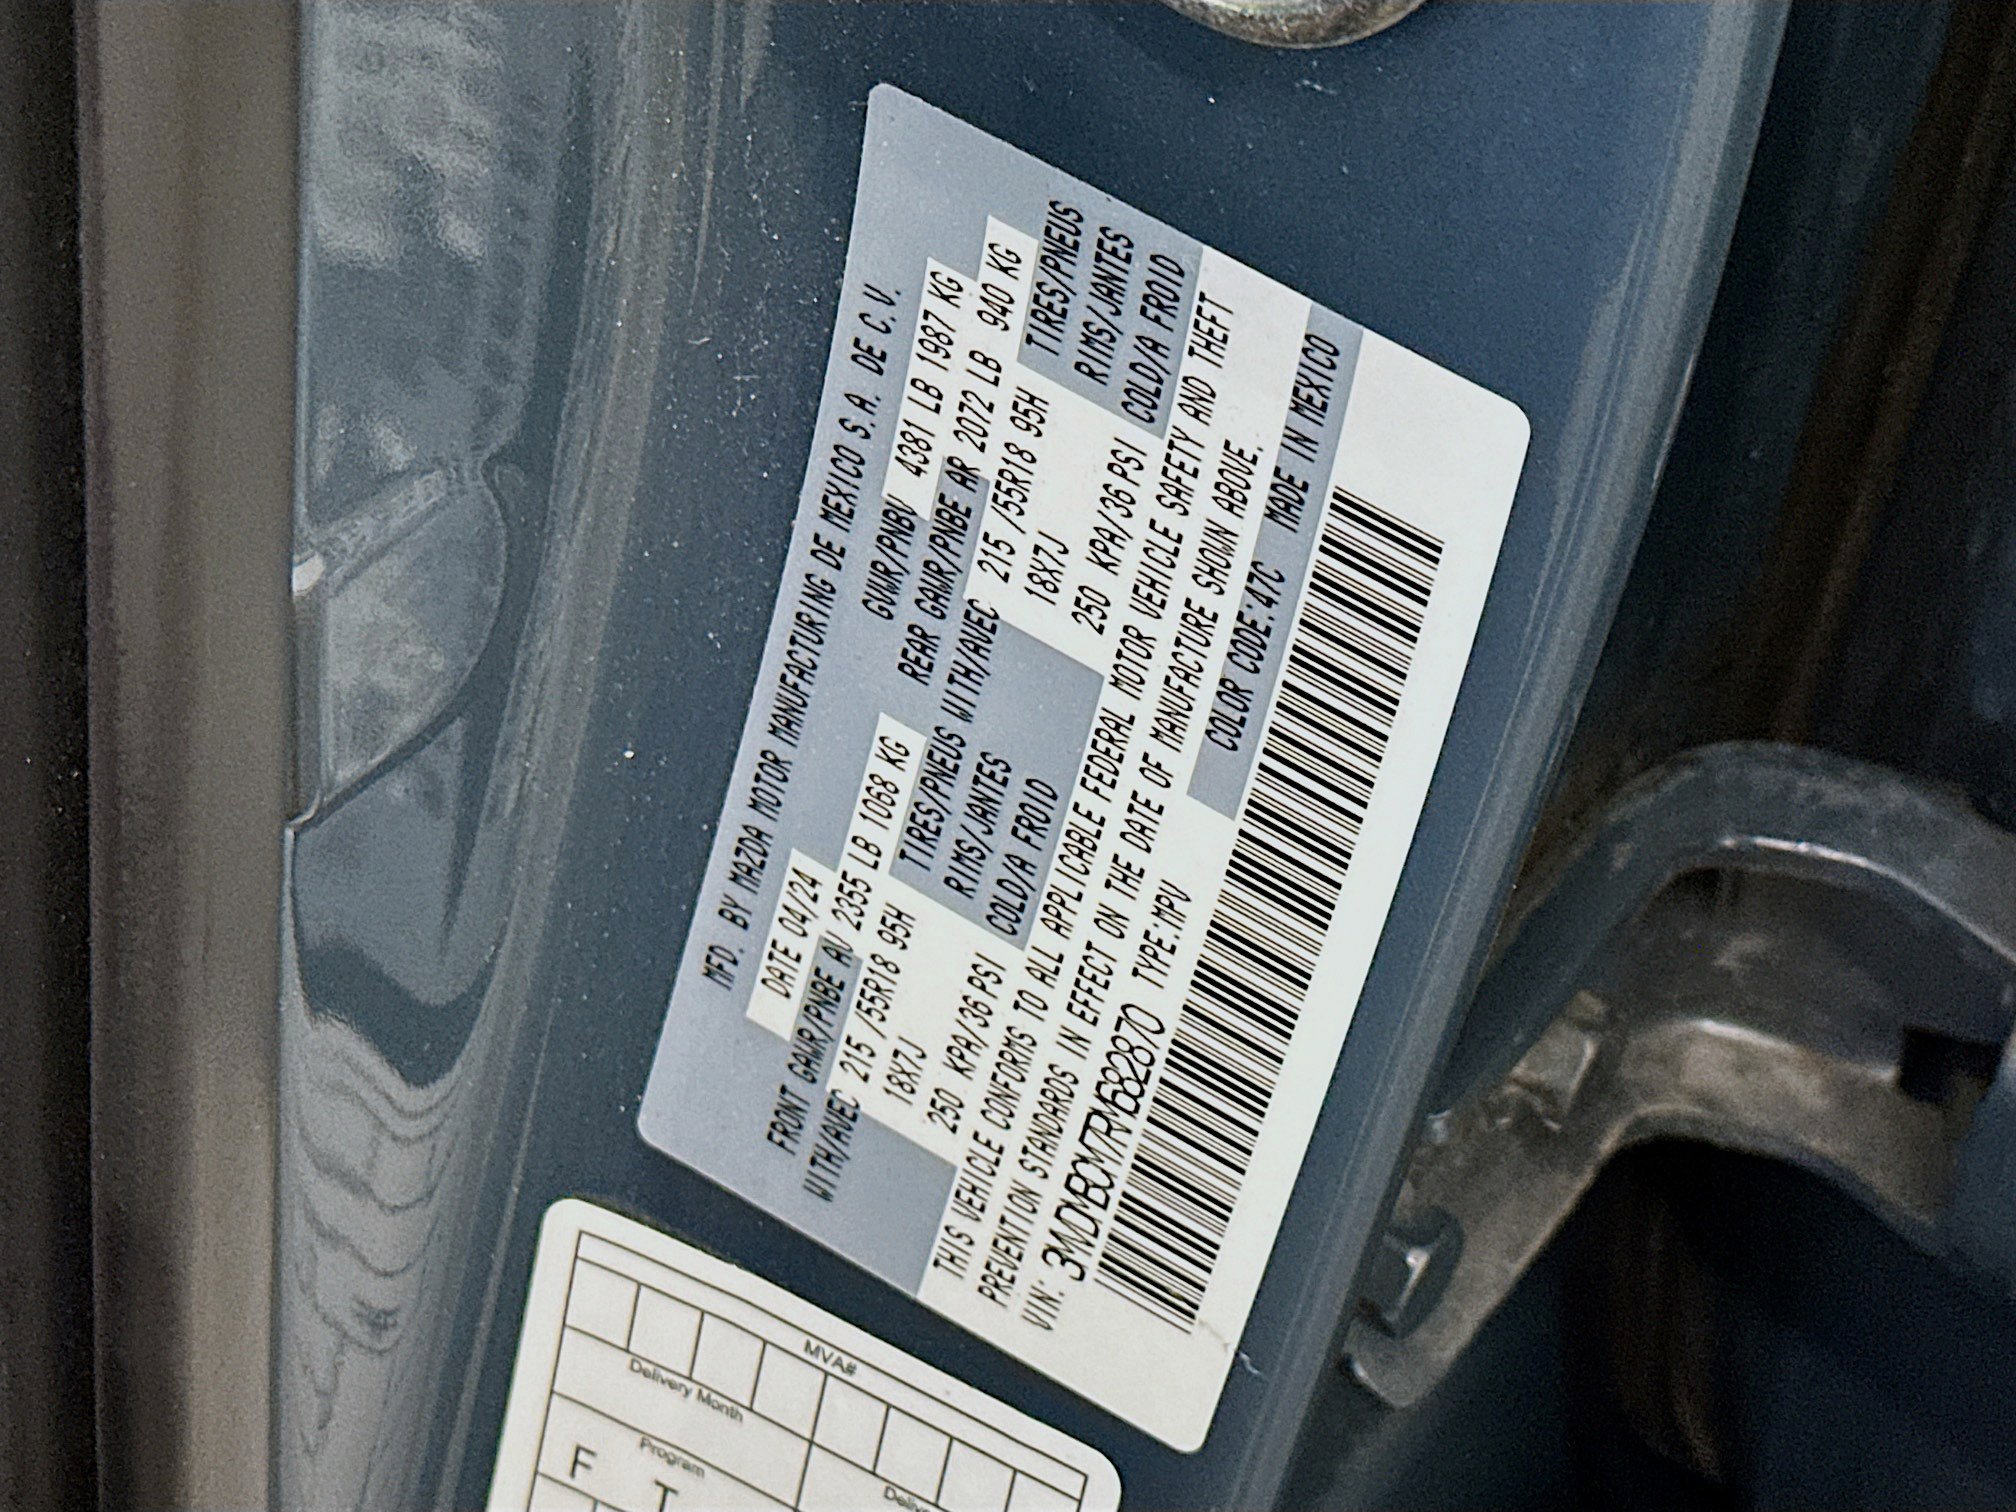 MFD. BY MAZDA MOTOR MANUFACTURING DE MEXICO S.A. DE C.V.
DATE 04/24 GVWR/PNBV 4381 LB 1987 KG
FRONT GAWR/PNBE AV 2355 LB 1068 KG REAR GAWR/PNBE AR 2072 LB 940 KG
WITH/AVEC 215 /55R18 95H TIRES/PNEUS WITH/AVEC 215 /55R18 95H TIRES/PNEUS
18X7J RIMS/JANTES 18X7J RIMS/JANTES
250 KPA/36 PSI COLD/A FROID 250 KPA/36 PSI COLD/A FROID
THIS VEHICLE CONFORMS TO ALL APPLICABLE FEDERAL MOTOR VEHICLE SAFETY AND THEFT
PREVENTION STANDARDS IN EFFECT ON THE DATE OF MANUFACTURE SHOWN ABOVE.
VIN: 3MVDMBCM7RM682870 TYPE:MPV COLOR CODE:47C MADE IN MEXICO
MVA#
Delivery Month
Program
F